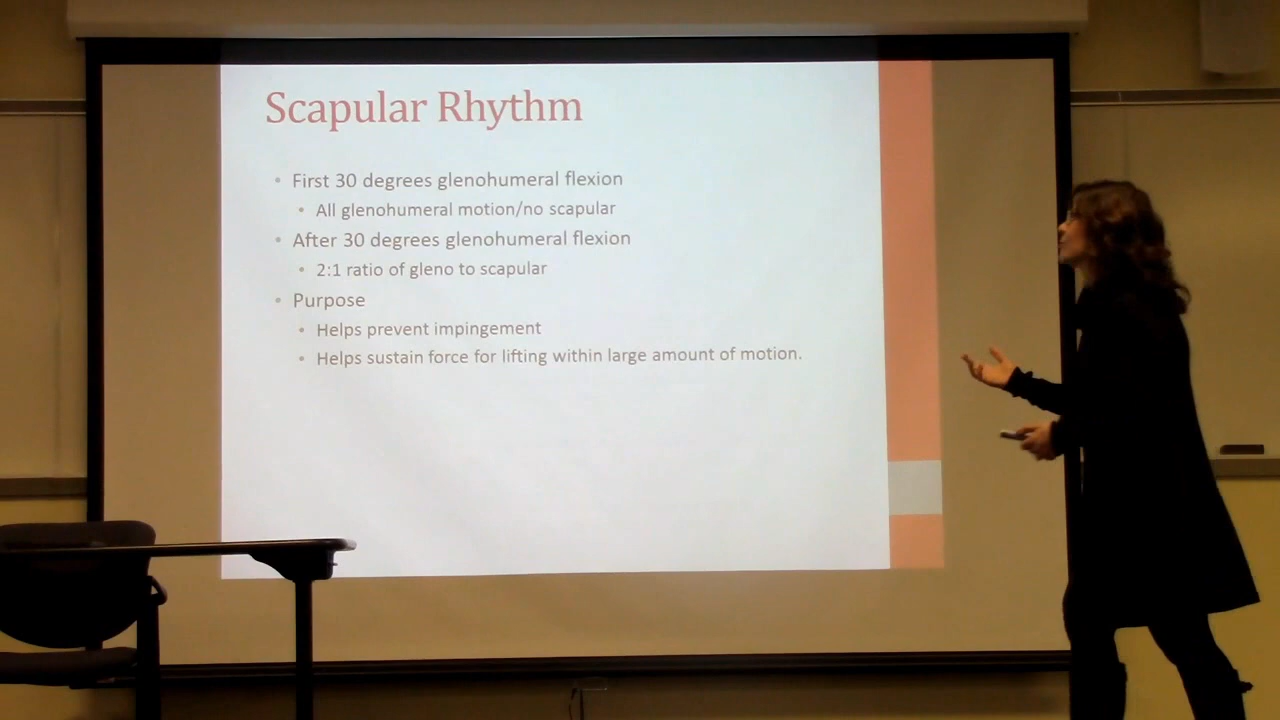 Scapular Rhythm
• First 30 degrees glenohumeral flexion
• All glenohumeral motion/no scapular
• After 30 degrees glenohumeral flexion
• 2:1 ratio of gleno to scapular
• Purpose
• Helps prevent impingement
• Helps sustain force for lifting within large amount of motion.